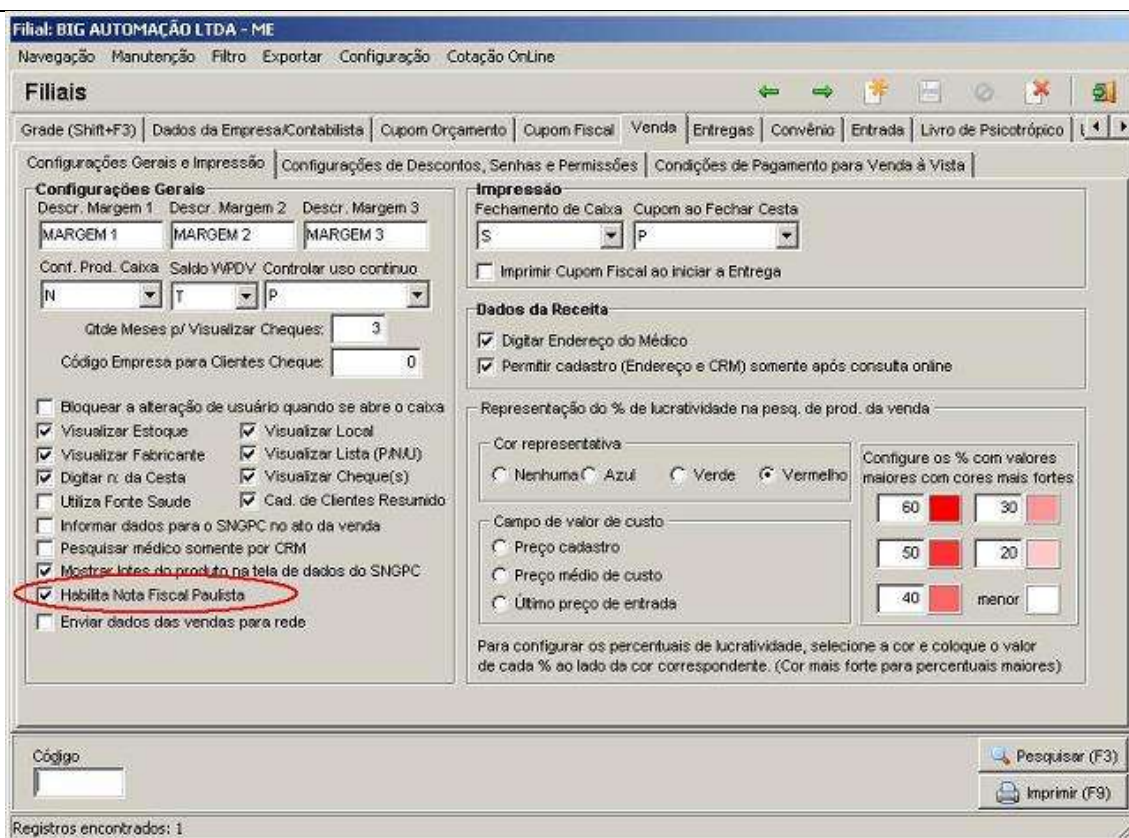 Filial: BIG AUTOMAÇÃO LTDA - ME
Navegação Manutenção Filtro Exportar Configuração Cotação OnLine
Filiais
Grade (Shift+F3) Dados da Empresa/Contabilista Cupom Orçamento Cupom Fiscal Venda Entregas Convênio Entrada Livro de Psicotrópico
Configurações Gerais e Impressão Configurações de Descontos, Senhas e Permissões Condições de Pagamento para Venda à Vista
Configurações Gerais
Descr. Margem 1 Descr. Margem 2 Descr. Margem 3
MARGEM 1 MARGEM 2 MARGEM 3
Conf. Prod. Caixa Saldo WPDV Controlar uso contínuo
N T P
Qtde Meses p/ Visualizar Cheques: 3
Código Empresa para Clientes Cheque: 0
Bloquear a alteração de usuário quando se abre o caixa
Visualizar Estoque Visualizar Local
Visualizar Fabricante Visualizar Lista (P/N/U)
Digitar n: da Cesta Visualizar Cheque(s)
Utiliza Fonte Saude Cad. de Clientes Resumido
Informar dados para o SNGPC no ato da venda
Pesquisar médico somente por CRM
Mostrar lotes do produto na tela de dados do SNGPC
Habilita Nota Fiscal Paulista
Enviar dados das vendas para rede
Impressão
Fechamento de Caixa Cupom ao Fechar Cesta
S P
Imprimir Cupom Fiscal ao iniciar a Entrega
Dados da Receita
Digitar Endereço do Médico
Permitir cadastro (Endereço e CRM) somente após consulta online
Representação do % de lucratividade na pesq. de prod. da venda
Cor representativa
Nenhuma Azul Verde Vermelho
Campo de valor de custo
Preço cadastro
Preço médio de custo
Último preço de entrada
Configure os % com valores
maiores com cores mais fortes
60 30
50 20
40 menor
Para configurar os percentuais de lucratividade, selecione a cor e coloque o valor
de cada % ao lado da cor correspondente. (Cor mais forte para percentuais maiores)
Código
Pesquisar (F3)
Imprimir (F9)
Registros encontrados: 1